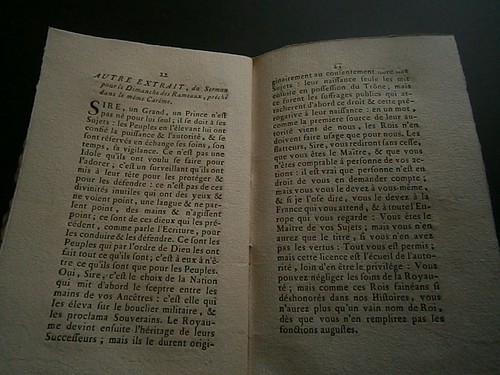 22
AUTRE EXTRAIT, du Sermon
pour le Dimanche des Rameaux, prêché
dans le même Carême.
SIRE, un Grand, un Prince n'est
pas né pour lui seul; il se doit à ses
Sujets: les Peuples en l'élevant lui ont
confié la puissance & l'autorité, & se
sont réservés en échange ses soins, son
temps, sa vigilance. Ce n'est pas une
Idole qu'ils ont voulu se faire pour
l'adorer, c'est un surveillant qu'ils ont
mis à leur tête pour les protéger &
pour les défendre: ce n'est pas de ces
divinités inutiles qui ont des yeux &
ne voient point, une langue & ne par-
lent point, des mains & n'agissent
point; ce sont de ces dieux qui les pré-
cédent, comme parle l'Ecriture, pour
les conduire & les défendre. Ce sont les
Peuples qui par l'ordre de Dieu les ont
fait tout ce qu'ils sont; c'est à eux à n'ê-
tre ce qu'ils sont que pour les Peuples.
Oui, Sire, c'est le choix de la Nation
qui mit d'abord le sceptre entre les
mains de vos Ancêtres: c'est elle qui
les éleva sur le bouclier militaire, &
les proclama Souverains. Le Royau-
me devint ensuite l'héritage de leurs
Successeurs; mais ils le durent origi-
23
ginairement au consentement libre des
Sujets: leur naissance seule les mit
ensuite en possession du Trône; mais
ce furent les suffrages publics qui at-
tacherent d'abord ce droit & cette pré-
rogative à leur naissance: en un mot,
comme la premiere source de leur au-
torité vient de nous, les Rois n'en
doivent faire usage que pour nous. Les
flatteurs, Sire, vous rediront sans cesse,
que vous êtes le Maître, & que vous
n'êtes comptable à personne de vos ac-
tions: il est vrai que personne n'est en
droit de vous en demander compte;
mais vous vous le devez à vous-même,
& si je l'ose dire, vous le devez à la
France qui vous attend, & à toute l'Eu-
rope qui vous regarde: Vous êtes le
Maître de vos Sujets; mais vous n'en
aurez que le titre, si vous n'en avez
pas les vertus: Tout vous est permis;
mais cette licence est l'écueil de l'auto-
rité, loin d'en être le privilége: Vous
pouvez négliger les soins de la Royau-
té; mais comme ces Rois fainéans si
déshonorés dans nos Histoires, vous
n'aurez plus qu'un vain nom de Roi,
dès que vous n'en remplirez pas les
fonctions augustes.